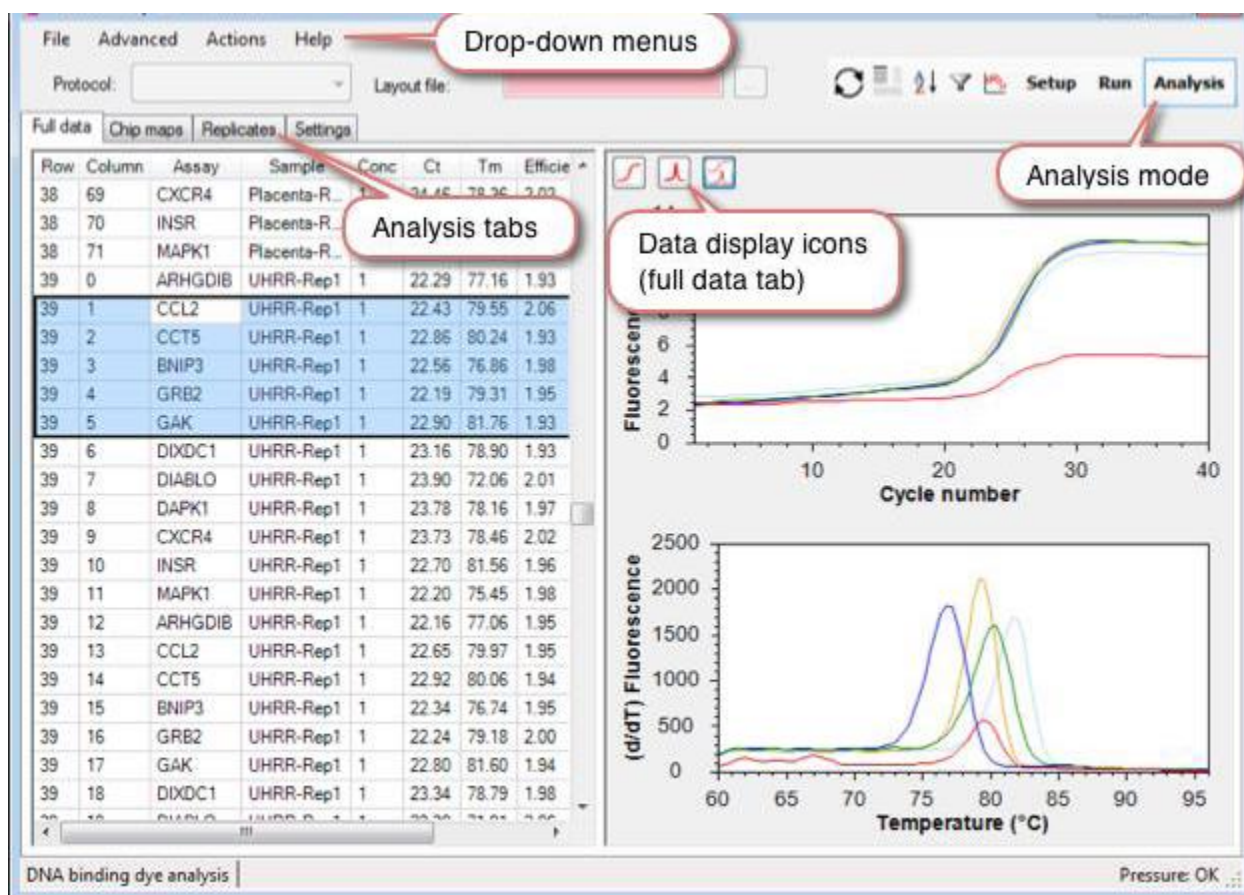 File Advanced Actions Help
Drop-down menus
Protocol: Layout file: ...
Setup Run Analysis
Full data Chip maps Replicates Settings
Analysis mode
Analysis tabs
Data display icons
(full data tab)
Row Column Assay Sample Conc Ct Tm Efficie
38 69 CXCR4 Placenta-R...
38 70 INSR Placenta-R...
38 71 MAPK1 Placenta-R...
39 0 ARHGDIB UHRR-Rep1 1 22.29 77.16 1.93
39 1 CCL2 UHRR-Rep1 1 22.43 79.55 2.06
39 2 CCT5 UHRR-Rep1 1 22.86 80.24 1.93
39 3 BNIP3 UHRR-Rep1 1 22.56 76.86 1.98
39 4 GRB2 UHRR-Rep1 1 22.19 79.31 1.95
39 5 GAK UHRR-Rep1 1 22.90 81.76 1.93
39 6 DIXDC1 UHRR-Rep1 1 23.16 78.90 1.93
39 7 DIABLO UHRR-Rep1 1 23.90 72.06 2.01
39 8 DAPK1 UHRR-Rep1 1 23.78 78.16 1.97
39 9 CXCR4 UHRR-Rep1 1 23.73 78.46 2.02
39 10 INSR UHRR-Rep1 1 22.70 81.56 1.96
39 11 MAPK1 UHRR-Rep1 1 22.20 75.45 1.98
39 12 ARHGDIB UHRR-Rep1 1 22.16 77.06 1.95
39 13 CCL2 UHRR-Rep1 1 22.65 79.97 1.95
39 14 CCT5 UHRR-Rep1 1 22.92 80.06 1.94
39 15 BNIP3 UHRR-Rep1 1 22.34 76.74 1.95
39 16 GRB2 UHRR-Rep1 1 22.24 79.18 2.00
39 17 GAK UHRR-Rep1 1 22.80 81.60 1.94
39 18 DIXDC1 UHRR-Rep1 1 23.34 78.79 1.98
6
4
2
0
10 20 30 40
Cycle number
2500
2000
1500
1000
500
0
(d/dT) Fluorescence
60 65 70 75 80 85 90 95
Temperature (°C)
DNA binding dye analysis
Pressure: OK